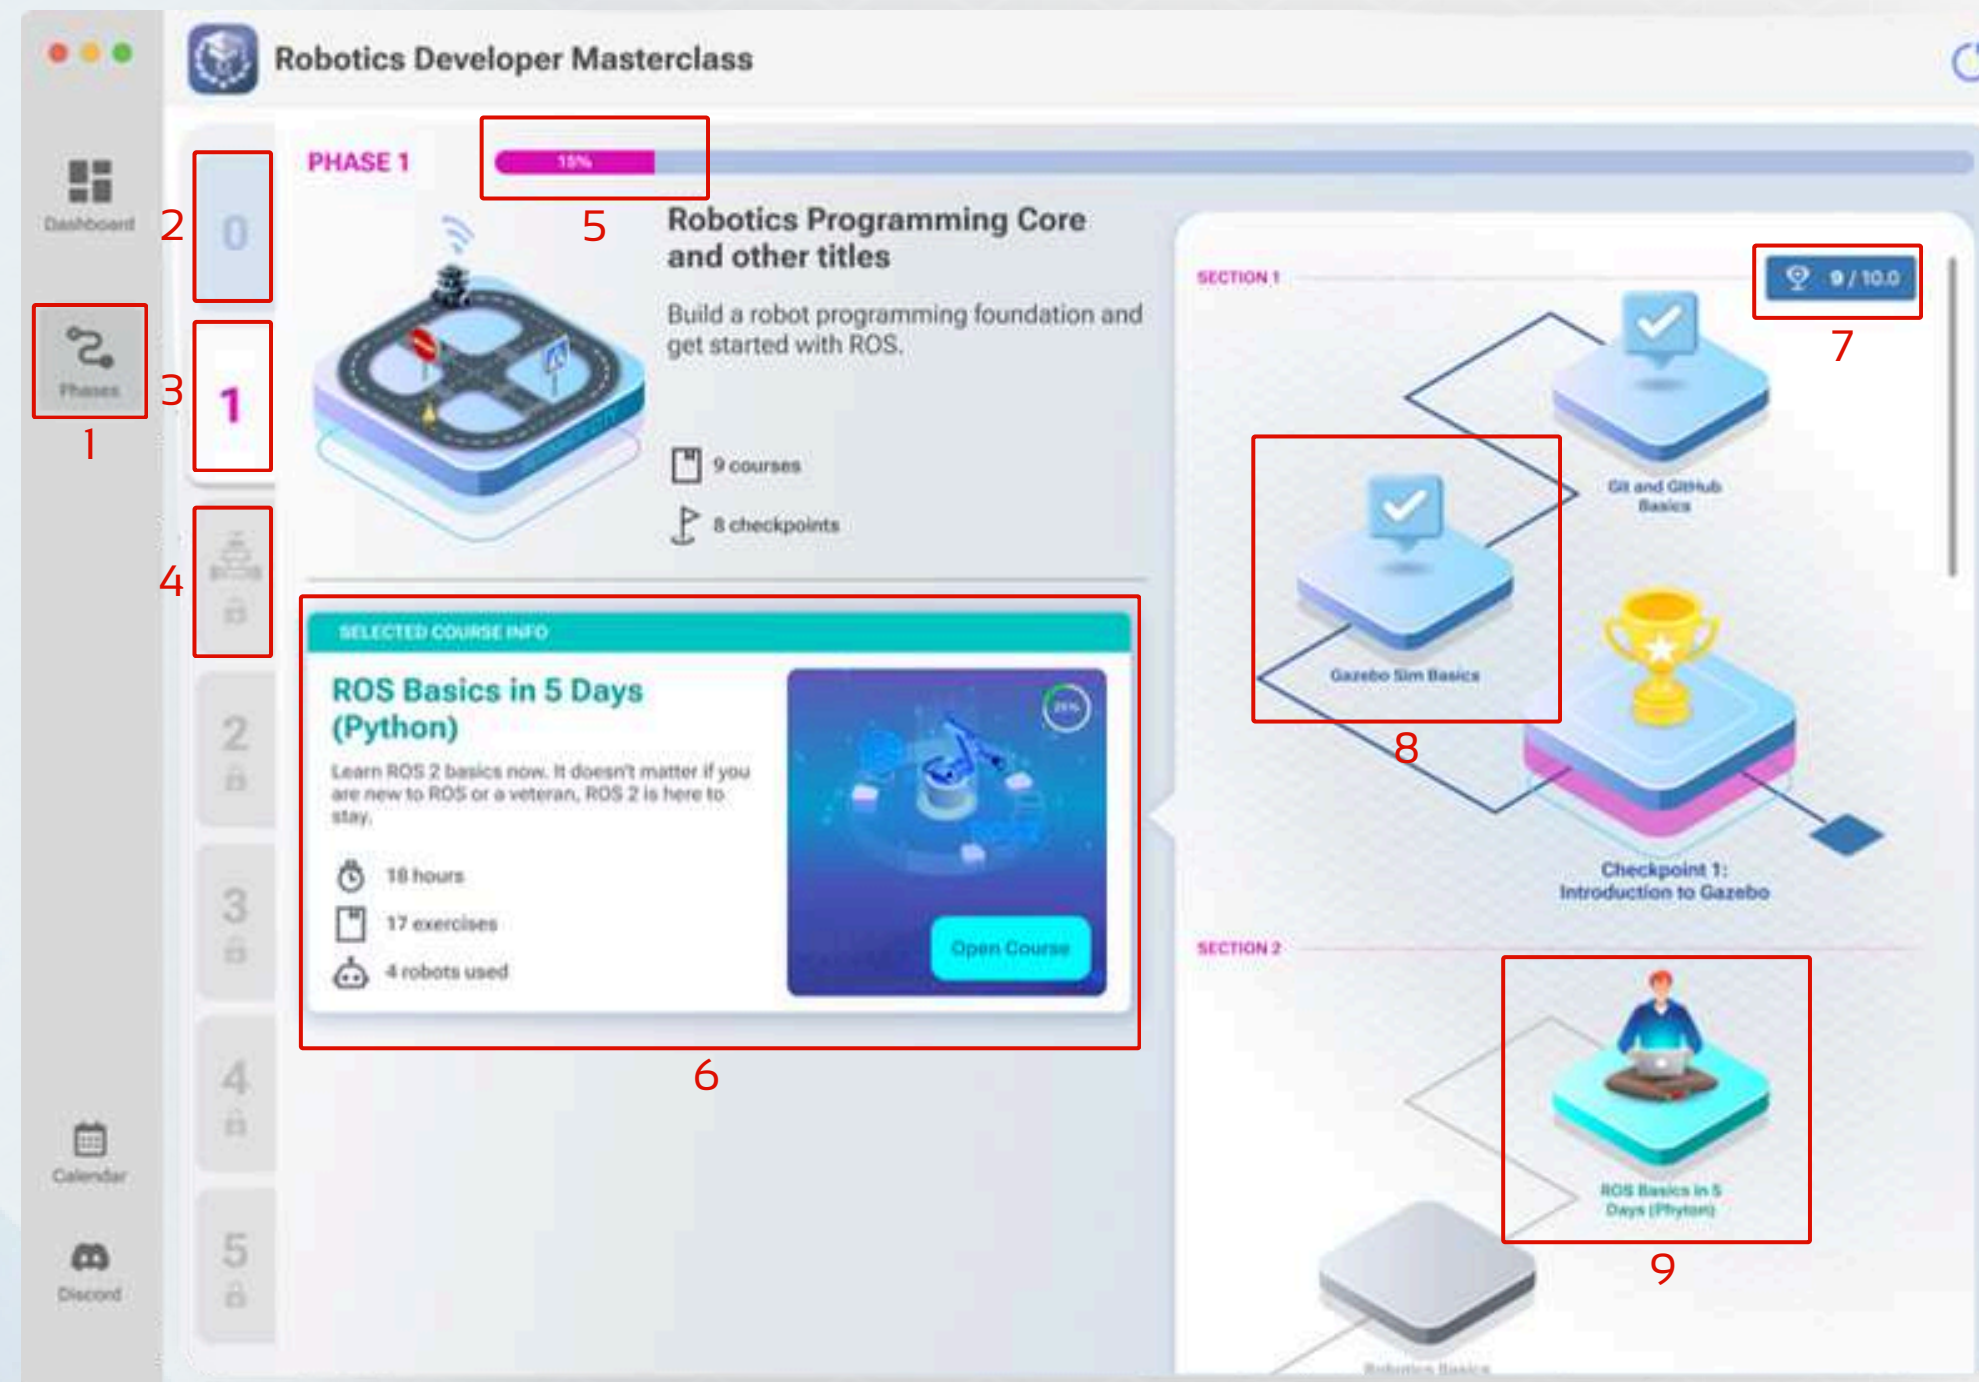 Robotics Developer Masterclass
Dashboard
Phases
1
Calendar
Discord
2
0
3
1
4
2
3
4
5
PHASE 1
15%
5
Robotics Programming Core
and other titles
Build a robot programming foundation and
get started with ROS.
9 courses
8 checkpoints
SELECTED COURSE INFO
ROS Basics in 5 Days
(Python)
Learn ROS 2 basics now. It doesn't matter if you
are new to ROS or a veteran, ROS 2 is here to
stay.
18 hours
17 exercises
4 robots used
25%
Open Course
6
SECTION 1
9 / 10.0
7
Git and GitHub
Basics
Gazebo Sim Basics
8
Checkpoint 1:
Introduction to Gazebo
SECTION 2
ROS Basics in 5
Days (Phyton)
9
Robotics Basics